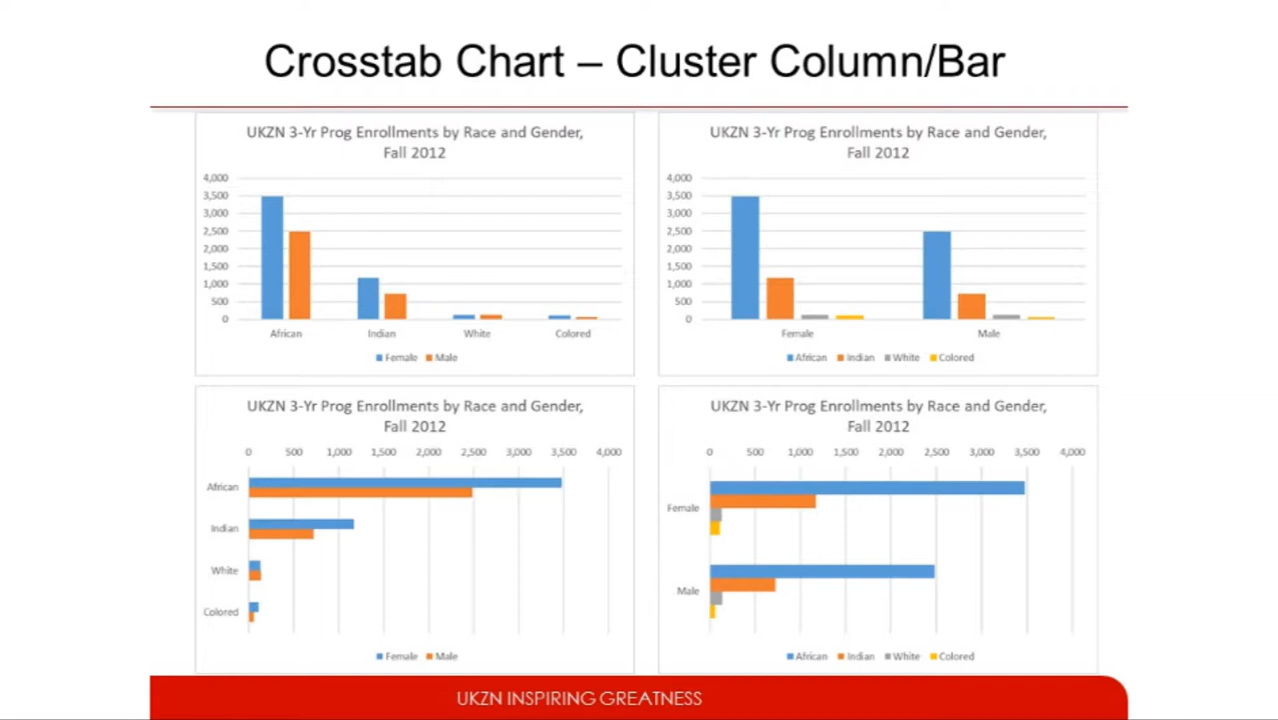 Crosstab Chart – Cluster Column/Bar
UKZN 3-Yr Prog Enrollments by Race and Gender,
Fall 2012
4,000
3,500
3,000
2,500
2,000
1,500
1,000
500
0
African Indian White Colored
Female Male
UKZN 3-Yr Prog Enrollments by Race and Gender,
Fall 2012
4,000
3,500
3,000
2,500
2,000
1,500
1,000
500
0
Female Male
African Indian White Colored
UKZN 3-Yr Prog Enrollments by Race and Gender,
Fall 2012
0 500 1,000 1,500 2,000 2,500 3,000 3,500 4,000
African
Indian
White
Colored
Female Male
UKZN 3-Yr Prog Enrollments by Race and Gender,
Fall 2012
0 500 1,000 1,500 2,000 2,500 3,000 3,500 4,000
Female
Male
African Indian White Colored
UKZN INSPIRING GREATNESS